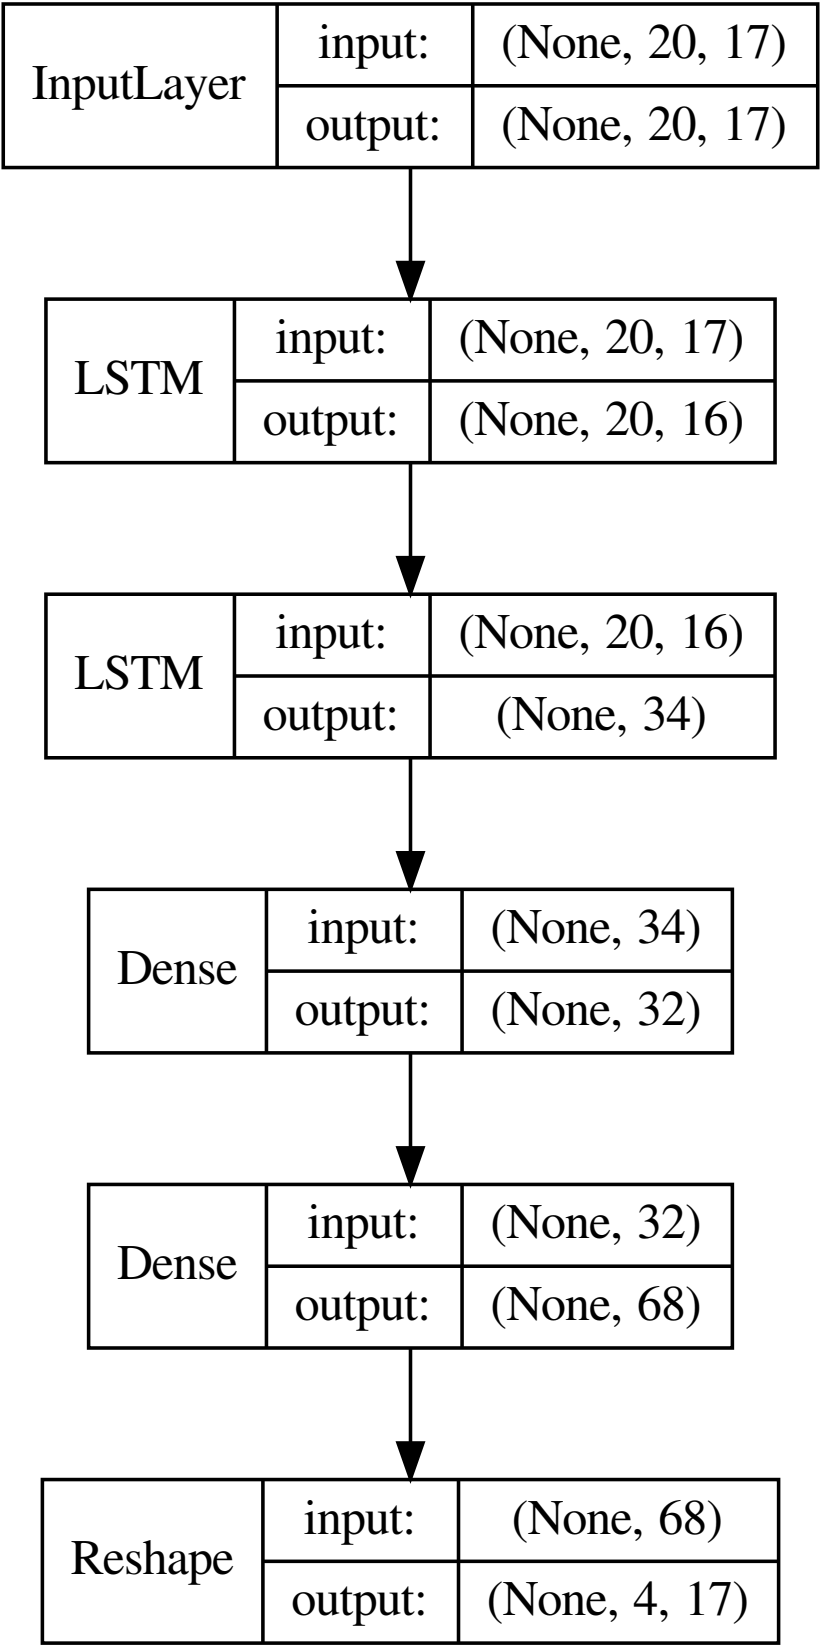 InputLayer
input: (None, 20, 17)
output: (None, 20, 17)
LSTM
input: (None, 20, 17)
output: (None, 20, 16)
LSTM
input: (None, 20, 16)
output: (None, 34)
Dense
input: (None, 34)
output: (None, 32)
Dense
input: (None, 32)
output: (None, 68)
Reshape
input: (None, 68)
output: (None, 4, 17)